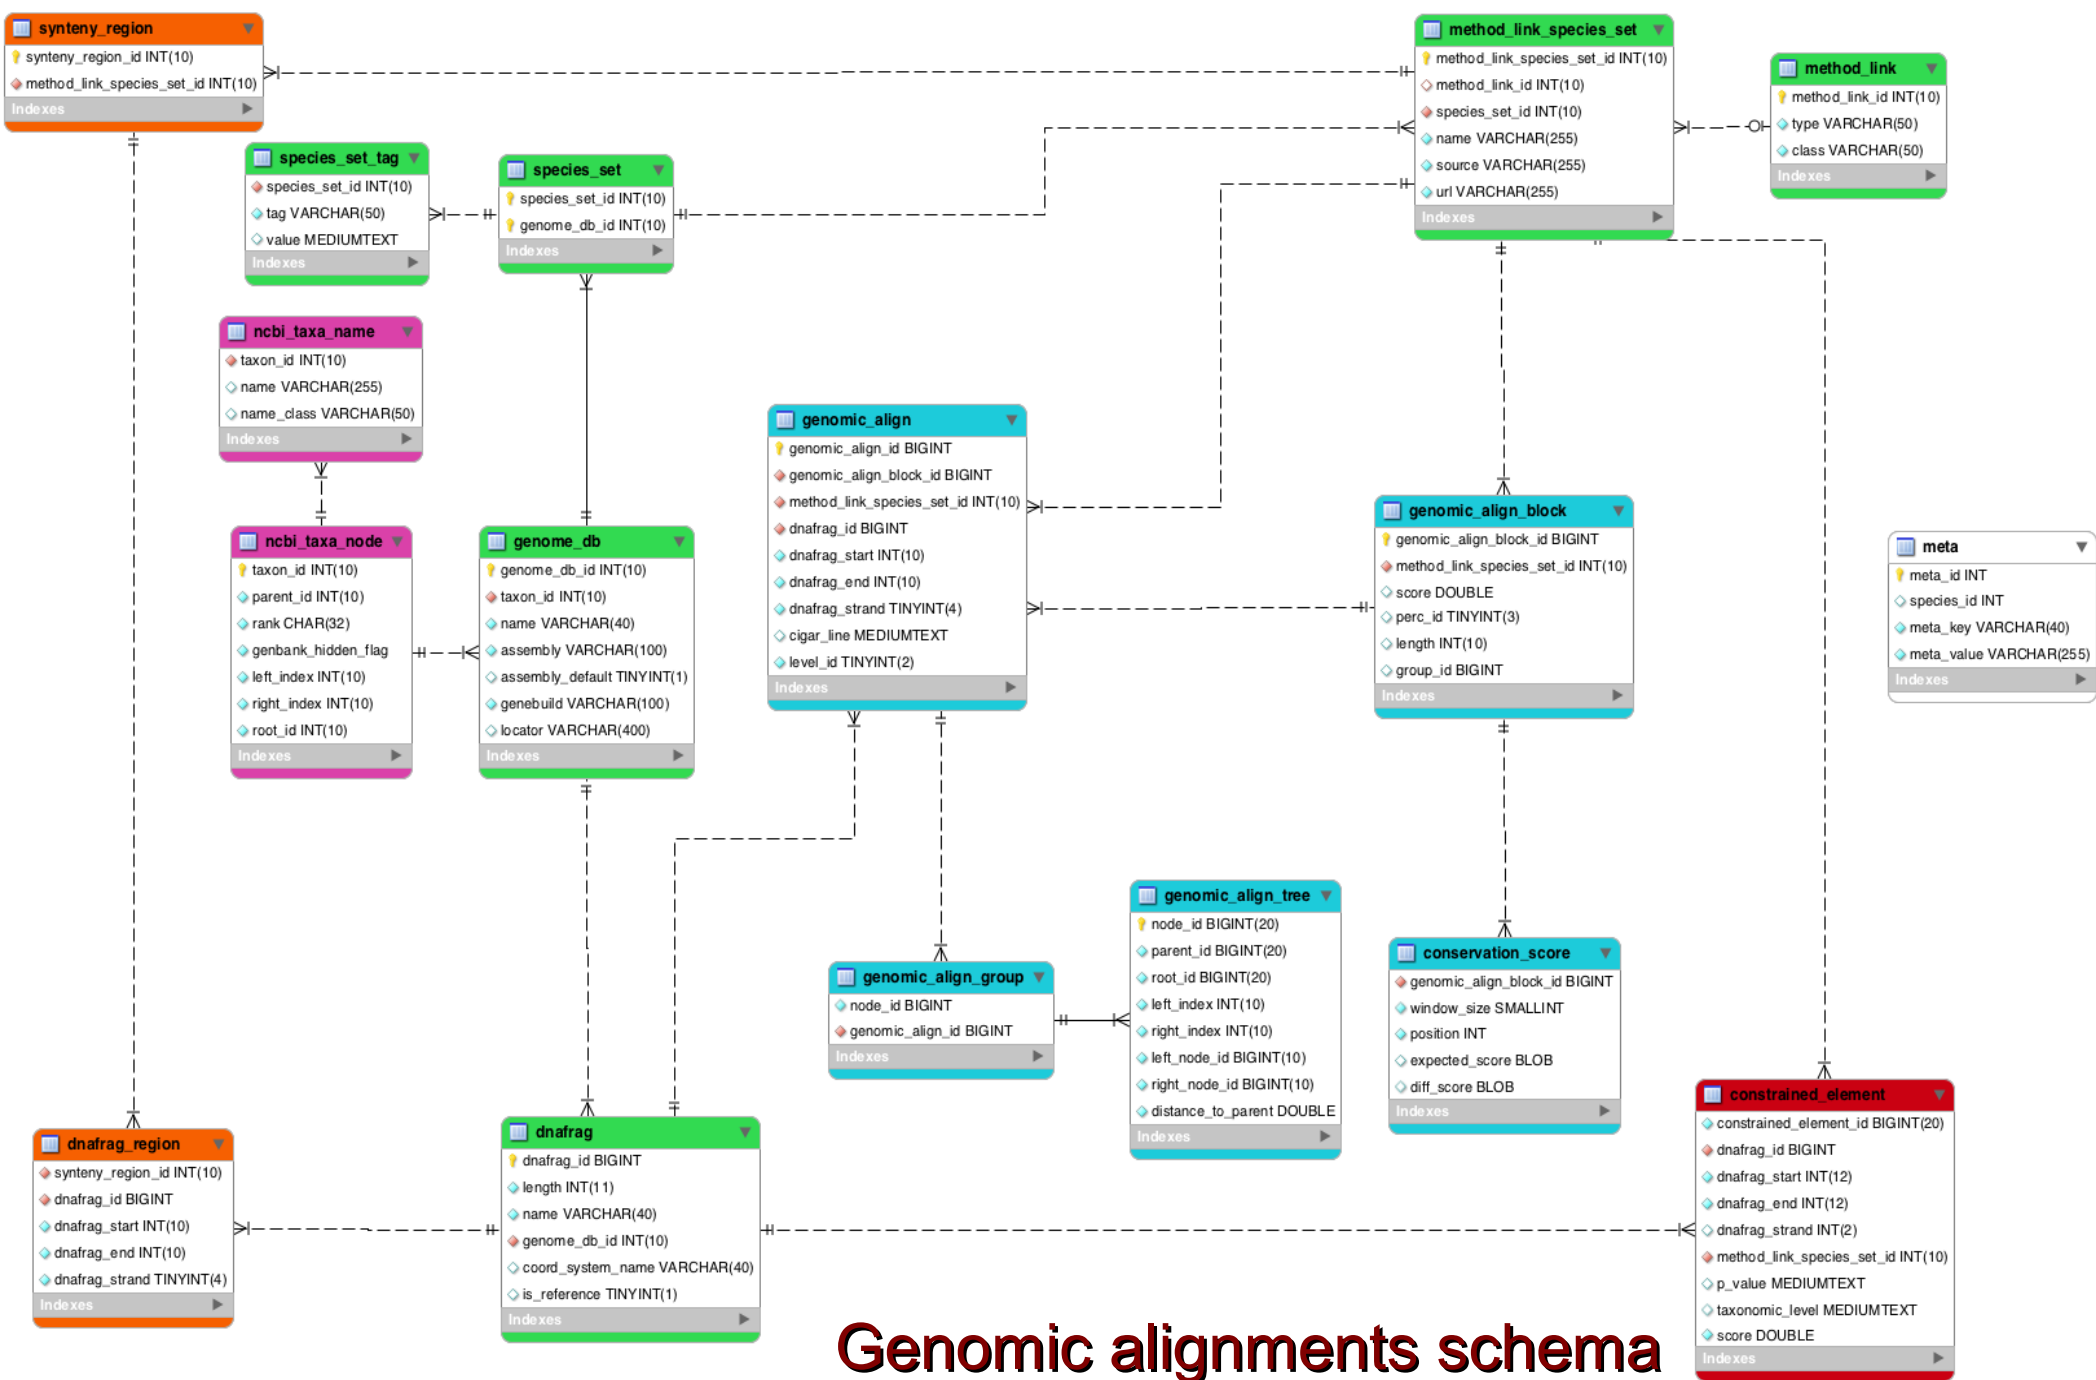 synteny_region
synteny_region_id INT(10)
method_link_species_set_id INT(10)
Indexes
method_link_species_set
method_link_species_set_id INT(10)
method_link_id INT(10)
species_set_id INT(10)
name VARCHAR(255)
source VARCHAR(255)
url VARCHAR(255)
Indexes
method_link
method_link_id INT(10)
type VARCHAR(50)
class VARCHAR(50)
Indexes
species_set_tag
species_set_id INT(10)
tag VARCHAR(50)
value MEDIUMTEXT
Indexes
species_set
species_set_id INT(10)
genome_db_id INT(10)
Indexes
ncbi_taxa_name
taxon_id INT(10)
name VARCHAR(255)
name_class VARCHAR(50)
Indexes
genomic_align
genomic_align_id BIGINT
genomic_align_block_id BIGINT
method_link_species_set_id INT(10)
dnafrag_id BIGINT
dnafrag_start INT(10)
dnafrag_end INT(10)
dnafrag_strand TINYINT(4)
cigar_line MEDIUMTEXT
level_id TINYINT(2)
Indexes
genomic_align_block
genomic_align_block_id BIGINT
method_link_species_set_id INT(10)
score DOUBLE
perc_id TINYINT(3)
length INT(10)
group_id BIGINT
Indexes
meta
meta_id INT
species_id INT
meta_key VARCHAR(40)
meta_value VARCHAR(255)
Indexes
ncbi_taxa_node
taxon_id INT(10)
parent_id INT(10)
rank CHAR(32)
genbank_hidden_flag
left_index INT(10)
right_index INT(10)
root_id INT(10)
Indexes
genome_db
genome_db_id INT(10)
taxon_id INT(10)
name VARCHAR(40)
assembly VARCHAR(100)
assembly_default TINYINT(1)
genebuild VARCHAR(100)
locator VARCHAR(400)
Indexes
genomic_align_tree
node_id BIGINT(20)
parent_id BIGINT(20)
root_id BIGINT(20)
left_index INT(10)
right_index INT(10)
left_node_id BIGINT(10)
right_node_id BIGINT(10)
distance_to_parent DOUBLE
Indexes
genomic_align_group
node_id BIGINT
genomic_align_id BIGINT
Indexes
conservation_score
genomic_align_block_id BIGINT
window_size SMALLINT
position INT
expected_score BLOB
diff_score BLOB
Indexes
constrained_element
constrained_element_id BIGINT(20)
dnafrag_id BIGINT
dnafrag_start INT(12)
dnafrag_end INT(12)
dnafrag_strand INT(2)
method_link_species_set_id INT(10)
p_value MEDIUMTEXT
taxonomic_level MEDIUMTEXT
score DOUBLE
Indexes
dnafrag_region
synteny_region_id INT(10)
dnafrag_id BIGINT
dnafrag_start INT(10)
dnafrag_end INT(10)
dnafrag_strand TINYINT(4)
Indexes
dnafrag
dnafrag_id BIGINT
length INT(11)
name VARCHAR(40)
genome_db_id INT(10)
coord_system_name VARCHAR(40)
is_reference TINYINT(1)
Indexes
Genomic alignments schema